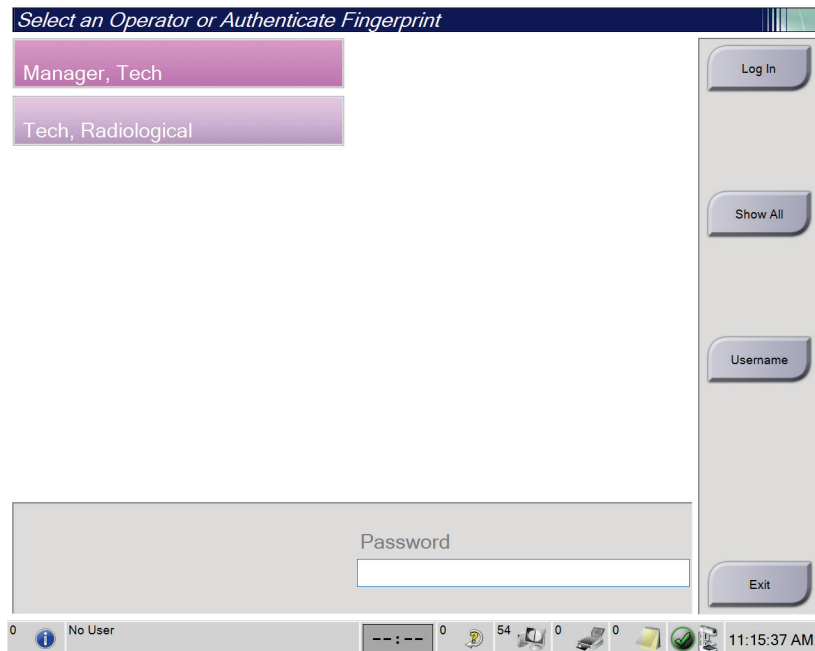 Select an Operator or Authenticate Fingerprint
Manager, Tech
Tech, Radiological
Log In
Show All
Username
Password
Exit
0 No User --:-- 0 54 0 0 11:15:37 AM